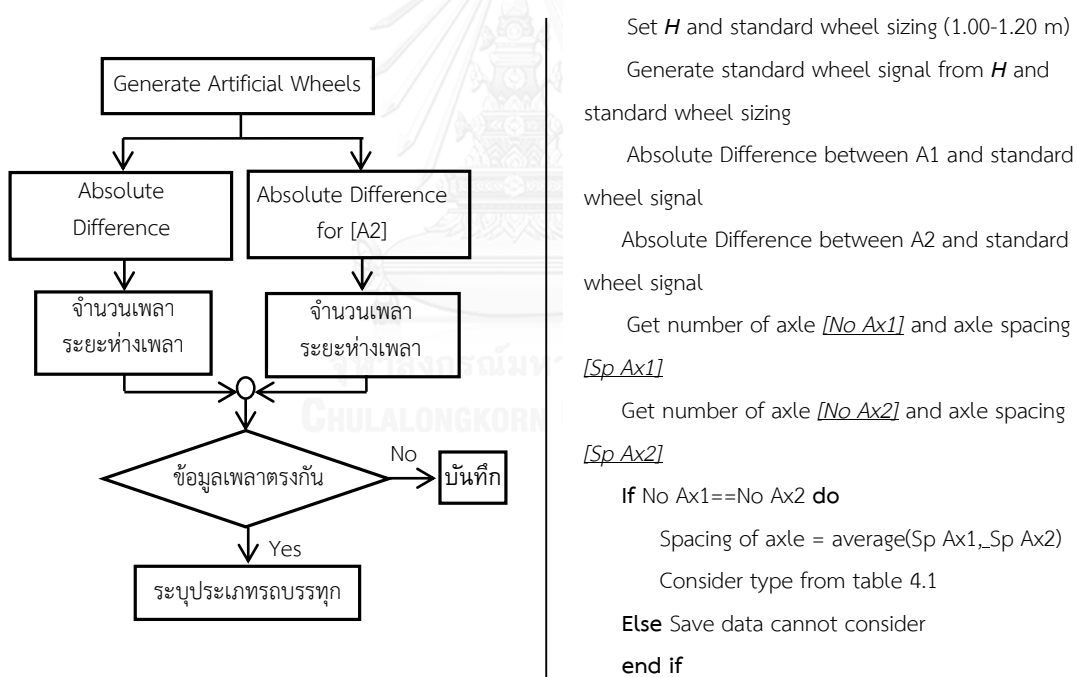 Generate Artificial Wheels
Absolute
Difference
Absolute Difference
for [A2]
จำนวนเพลา
ระยะห่างเพลา
จำนวนเพลา
ระยะห่างเพลา
ข้อมูลเพลาตรงกัน
No
บันทึก
Yes
ระบุประเภทรถบรรทุก
CHULALONGKORN
Set H and standard wheel sizing (1.00-1.20 m)
Generate standard wheel signal from H and
standard wheel sizing
Absolute Difference between A1 and standard
wheel signal
Absolute Difference between A2 and standard
wheel signal
Get number of axle [No Ax1] and axle spacing
[Sp Ax1]
Get number of axle [No Ax2] and axle spacing
[Sp Ax2]
If No Ax1==No Ax2 do
Spacing of axle = average(Sp Ax1,_Sp Ax2)
Consider type from table 4.1
Else Save data cannot consider
end if